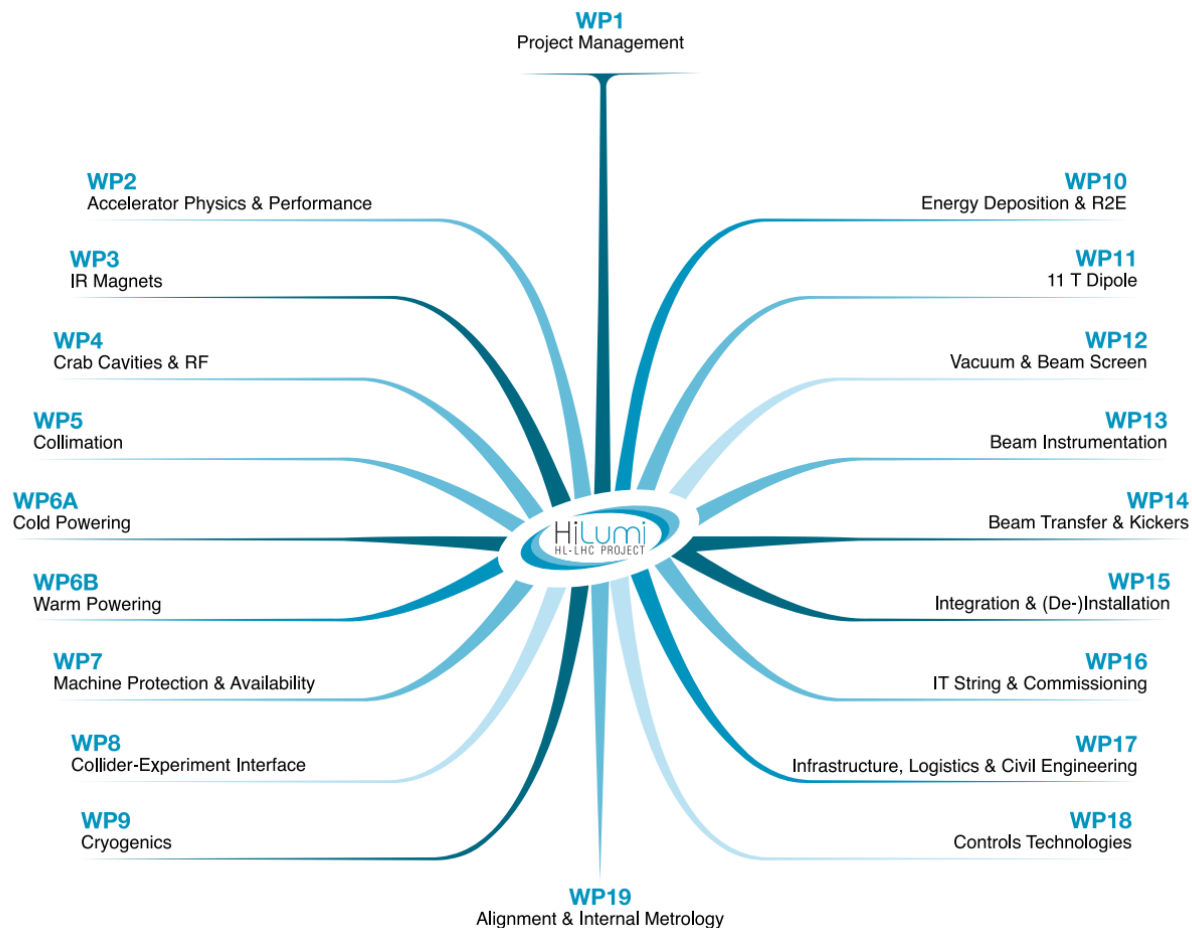 WP1
Project Management
WP2
Accelerator Physics & Performance
WP3
IR Magnets
WP4
Crab Cavities & RF
WP5
Collimation
WP6A
Cold Powering
WP6B
Warm Powering
WP7
Machine Protection & Availability
WP8
Collider-Experiment Interface
WP9
Cryogenics
HiLumi
HL-LHC PROJECT
WP10
Energy Deposition & R2E
WP11
11 T Dipole
WP12
Vacuum & Beam Screen
WP13
Beam Instrumentation
WP14
Beam Transfer & Kickers
WP15
Integration & (De-)Installation
WP16
IT String & Commissioning
WP17
Infrastructure, Logistics & Civil Engineering
WP18
Controls Technologies
WP19
Alignment & Internal Metrology